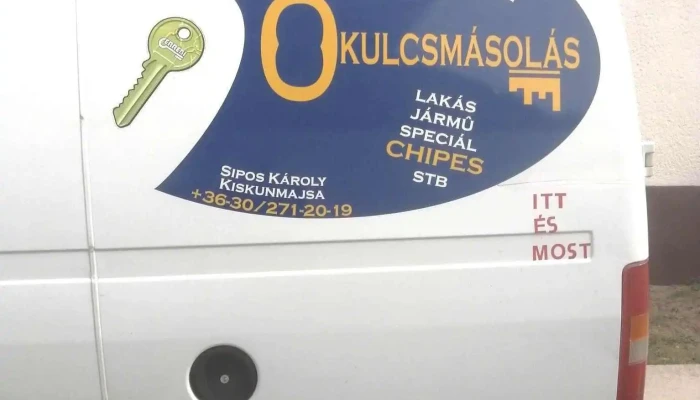 KULCSMÁSOLÁS
LAKÁS
JÁRMŰ
SPECIÁL
CHIPES
STB
SIPOS KÁROLY
KISKUNMAJSA
+36-30/271-20-19
ITT
ÉS
MOST